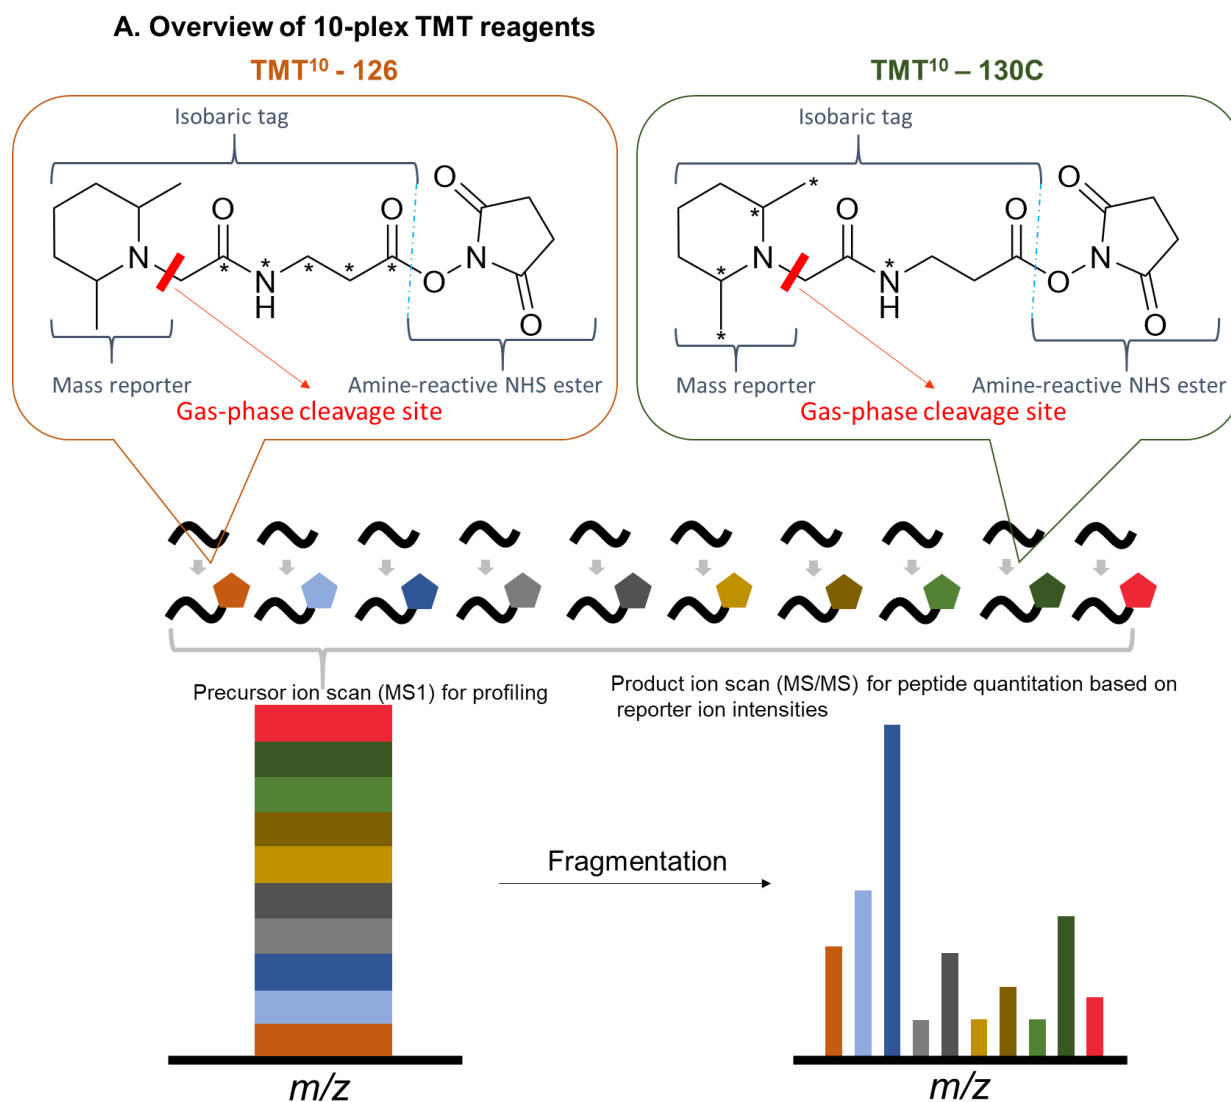 A. Overview of 10-plex TMT reagents
TMT¹⁰ - 126
TMT¹⁰ – 130C
Isobaric tag
O
O
O
N
*
*
N
H
*
*
*
O
N
O
Mass reporter
Amine-reactive NHS ester
Gas-phase cleavage site
Isobaric tag
*
*
O
O
O
N
*
*
*
N
H
O
N
O
Mass reporter
Amine-reactive NHS ester
Gas-phase cleavage site
Precursor ion scan (MS1) for profiling
Product ion scan (MS/MS) for peptide quantitation based on
reporter ion intensities
Fragmentation
m/z
m/z